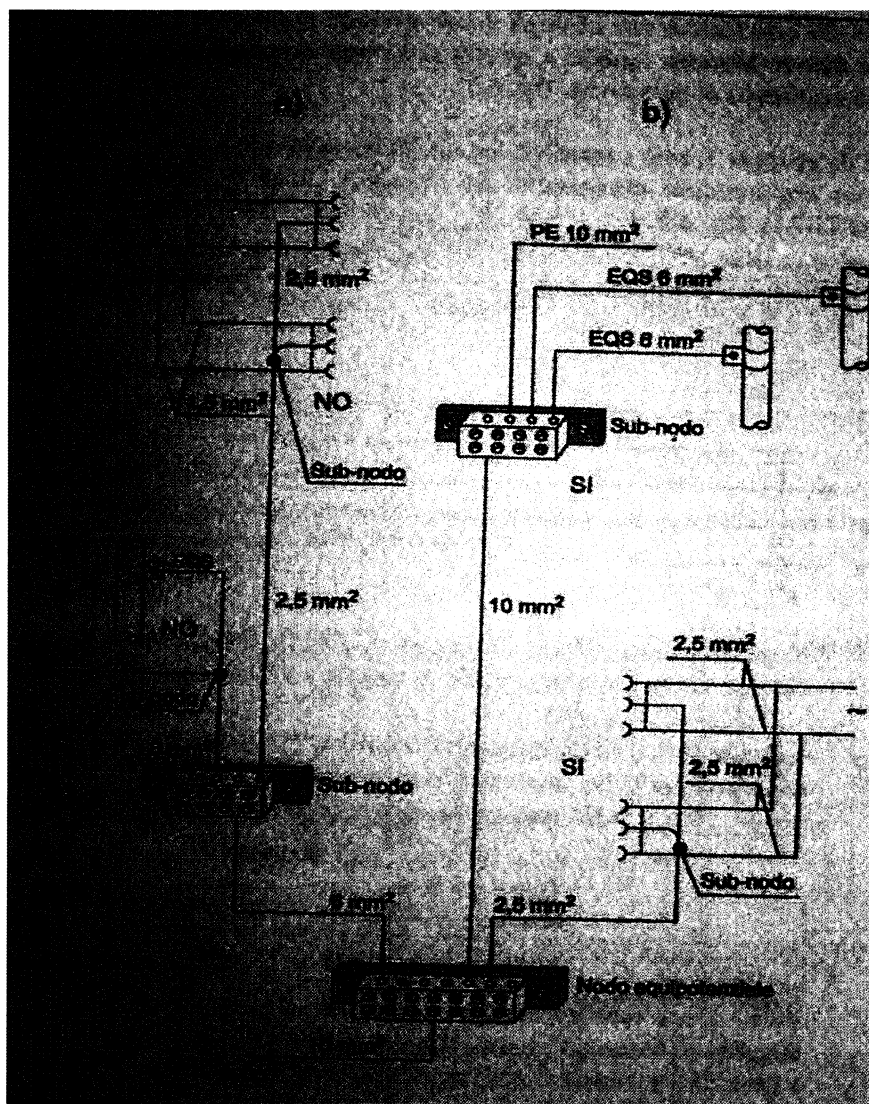 b)
PE 10 mm²
2,5 mm²
EQS 6 mm²
EQS 6 mm²
NO
Sub-nodo
Sub-nodo
SI
2,5 mm²
10 mm²
NO
2,5 mm²
SI
2,5 mm²
Sub-nodo
Sub-nodo
6 mm²
2,5 mm²
Nodo equipotenziale